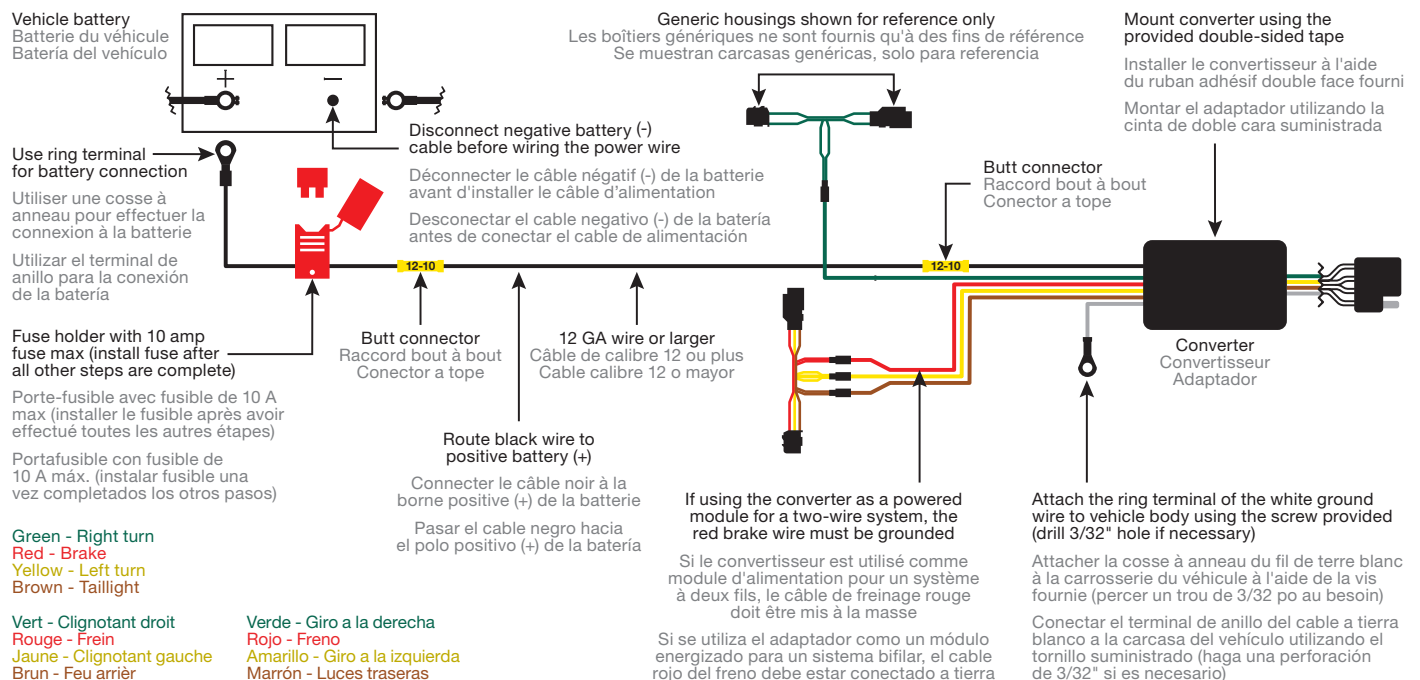 Vehicle battery
Batterie du véhicule
Batería del vehículo
+
−
Generic housings shown for reference only
Les boîtiers génériques ne sont fournis qu'à des fins de référence
Se muestran carcasas genéricas, solo para referencia
Mount converter using the
provided double-sided tape
Installer le convertisseur à l'aide
du ruban adhésif double face fourni
Montar el adaptador utilizando la
cinta de doble cara suministrada
Disconnect negative battery (-)
cable before wiring the power wire
Déconnecter le câble négatif (-) de la batterie
avant d'installer le câble d'alimentation
Desconectar el cable negativo (-) de la batería
antes de conectar el cable de alimentación
Use ring terminal
for battery connection
Utiliser une cosse à
anneau pour effectuer la
connexion à la batterie
Utilizar el terminal de
anillo para la conexión
de la batería
Butt connector
Raccord bout à bout
Conector a tope
12-10
12-10
Fuse holder with 10 amp
fuse max (install fuse after
all other steps are complete)
Porte-fusible avec fusible de 10 A
max (installer le fusible après avoir
effectué toutes les autres étapes)
Portafusible con fusible de
10 A máx. (instalar fusible una
vez completados los otros pasos)
Butt connector
Raccord bout à bout
Conector a tope
12 GA wire or larger
Câble de calibre 12 ou plus
Cable calibre 12 o mayor
Converter
Convertisseur
Adaptador
Route black wire to
positive battery (+)
Connecter le câble noir à la
borne positive (+) de la batterie
Pasar el cable negro hacia
el polo positivo (+) de la batería
If using the converter as a powered
module for a two-wire system, the
red brake wire must be grounded
Si le convertisseur est utilisé comme
module d'alimentation pour un système
à deux fils, le câble de freinage rouge
doit être mis à la masse
Si se utiliza el adaptador como un módulo
energizado para un sistema bifilar, el cable
rojo del freno debe estar conectado a tierra
Attach the ring terminal of the white ground
wire to vehicle body using the screw provided
(drill 3/32" hole if necessary)
Attacher la cosse à anneau du fil de terre blanc
à la carrosserie du véhicule à l'aide de la vis
fournie (percer un trou de 3/32 po au besoin)
Conectar el terminal de anillo del cable a tierra
blanco a la carcasa del vehículo utilizando el
tornillo suministrado (haga una perforación
de 3/32" si es necesario)
Green - Right turn
Red - Brake
Yellow - Left turn
Brown - Taillight
Vert - Clignotant droit
Rouge - Frein
Jaune - Clignotant gauche
Brun - Feu arrièr
Verde - Giro a la derecha
Rojo - Freno
Amarillo - Giro a la izquierda
Marrón - Luces traseras